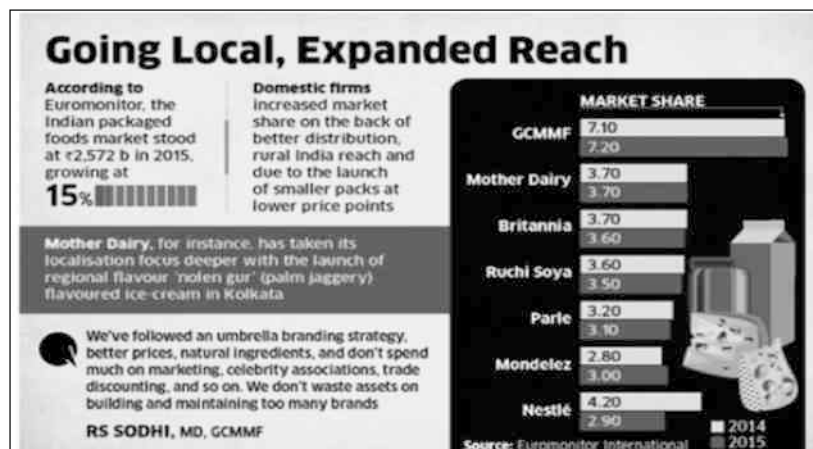 Going Local, Expanded Reach
According to
Euromonitor, the
Indian packaged
foods market stood
at ₹2,572 b in 2015,
growing at
15%
Domestic firms
increased market
share on the back of
better distribution,
rural India reach and
due to the launch
of smaller packs at
lower price points
Mother Dairy, for instance, has taken its
localisation focus deeper with the launch of
regional flavour 'nolen gur' (palm jaggery)
flavoured ice-cream in Kolkata
We've followed an umbrella branding strategy,
better prices, natural ingredients, and don't spend
much on marketing, celebrity associations, trade
discounting, and so on. We don't waste assets on
building and maintaining too many brands
RS SODHI, MD, GCMMF
MARKET SHARE
GCMMF 7.10
7.20
Mother Dairy 3.70
3.70
Britannia 3.70
3.60
Ruchi Soya 3.60
3.50
Parle 3.20
3.10
Mondelez 2.80
3.00
Nestlé 4.20
2.90
2014
2015
Source: Euromonitor International